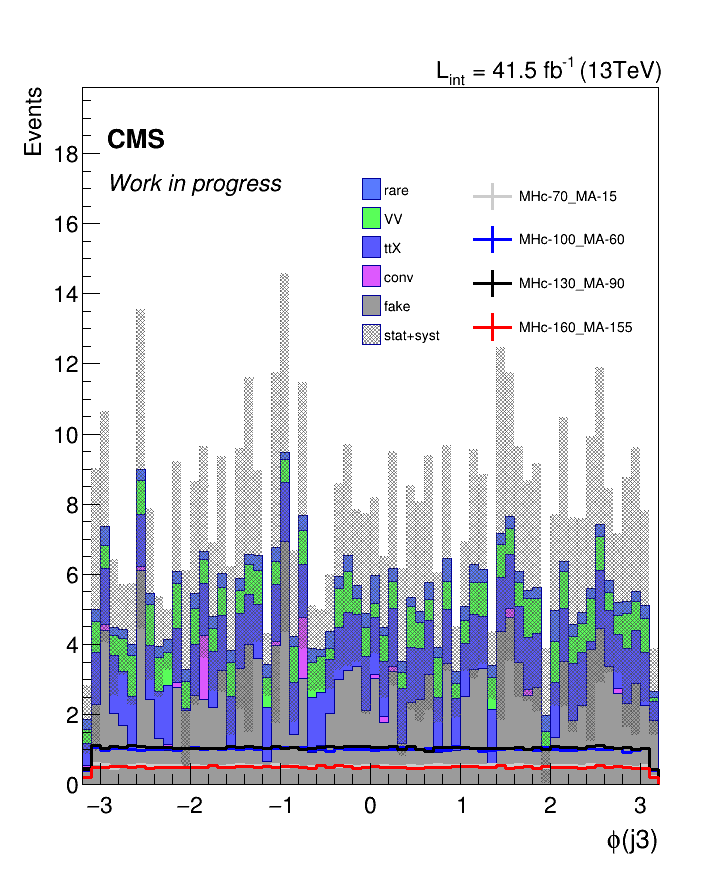 L_int = 41.5 fb^-1 (13TeV)
Events
CMS
Work in progress
rare
VV
ttX
conv
fake
stat+syst
MHc-70_MA-15
MHc-100_MA-60
MHc-130_MA-90
MHc-160_MA-155
18
16
14
12
10
8
6
4
2
0
−3 −2 −1 0 1 2 3
ϕ(j3)